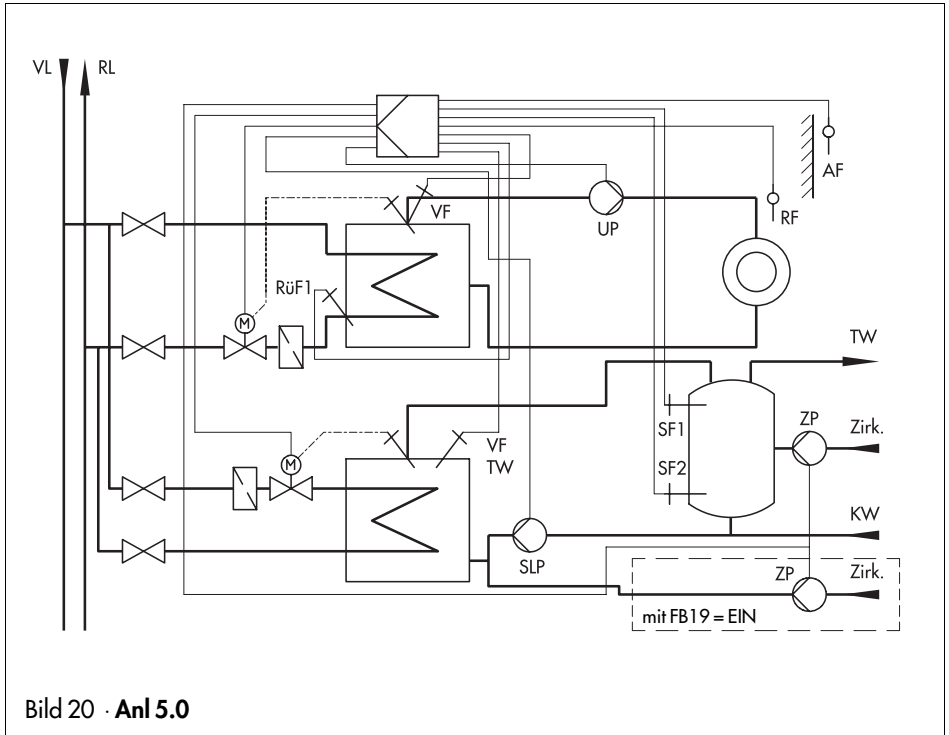 VL
RL
AF
VF
RF
UP
RüF1
M
TW
SF1
ZP
Zirk.
VF
TW
M
SF2
KW
SLP
ZP
Zirk.
mit FB19 = EIN
Bild 20 · Anl 5.0